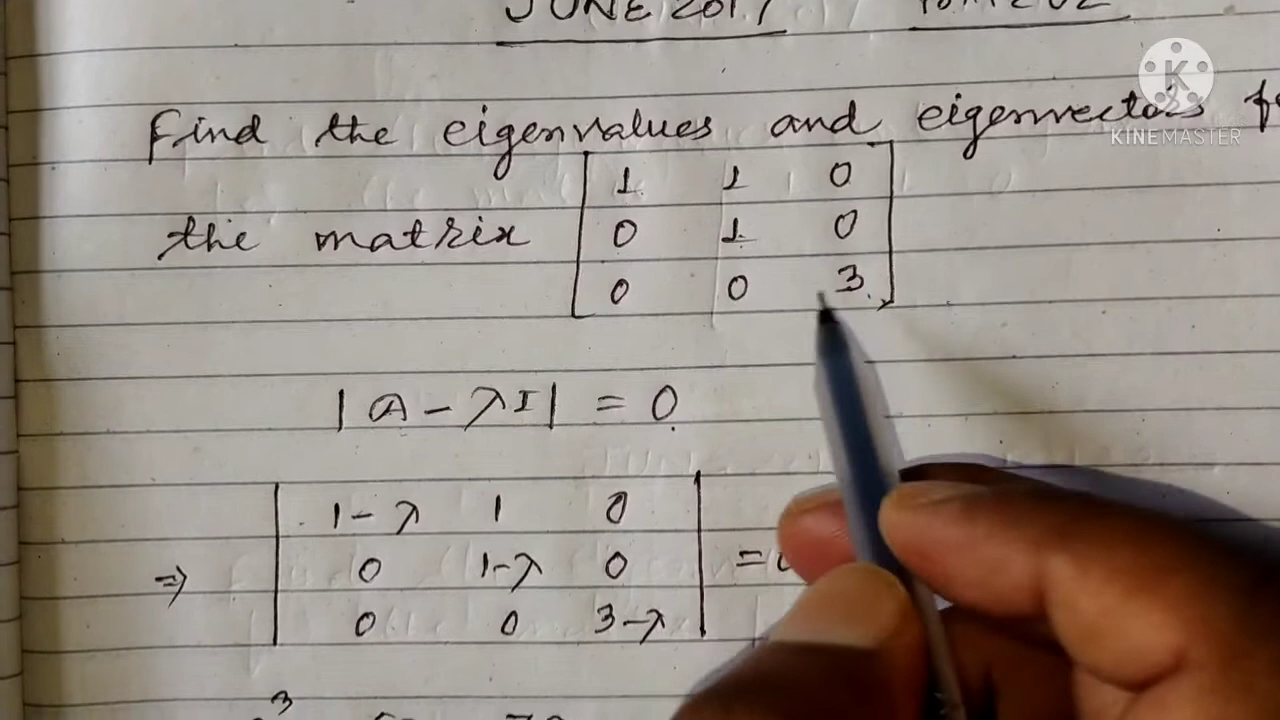 JUNE 2017
Find the eigenvalues and eigenvectors
KINEMASTER
the matrix [ 1 1 0
0 1 0
0 0 3 ]
|A - λI| = 0
⇒ | 1-λ 1 0
0 1-λ 0 | =
0 0 3-λ